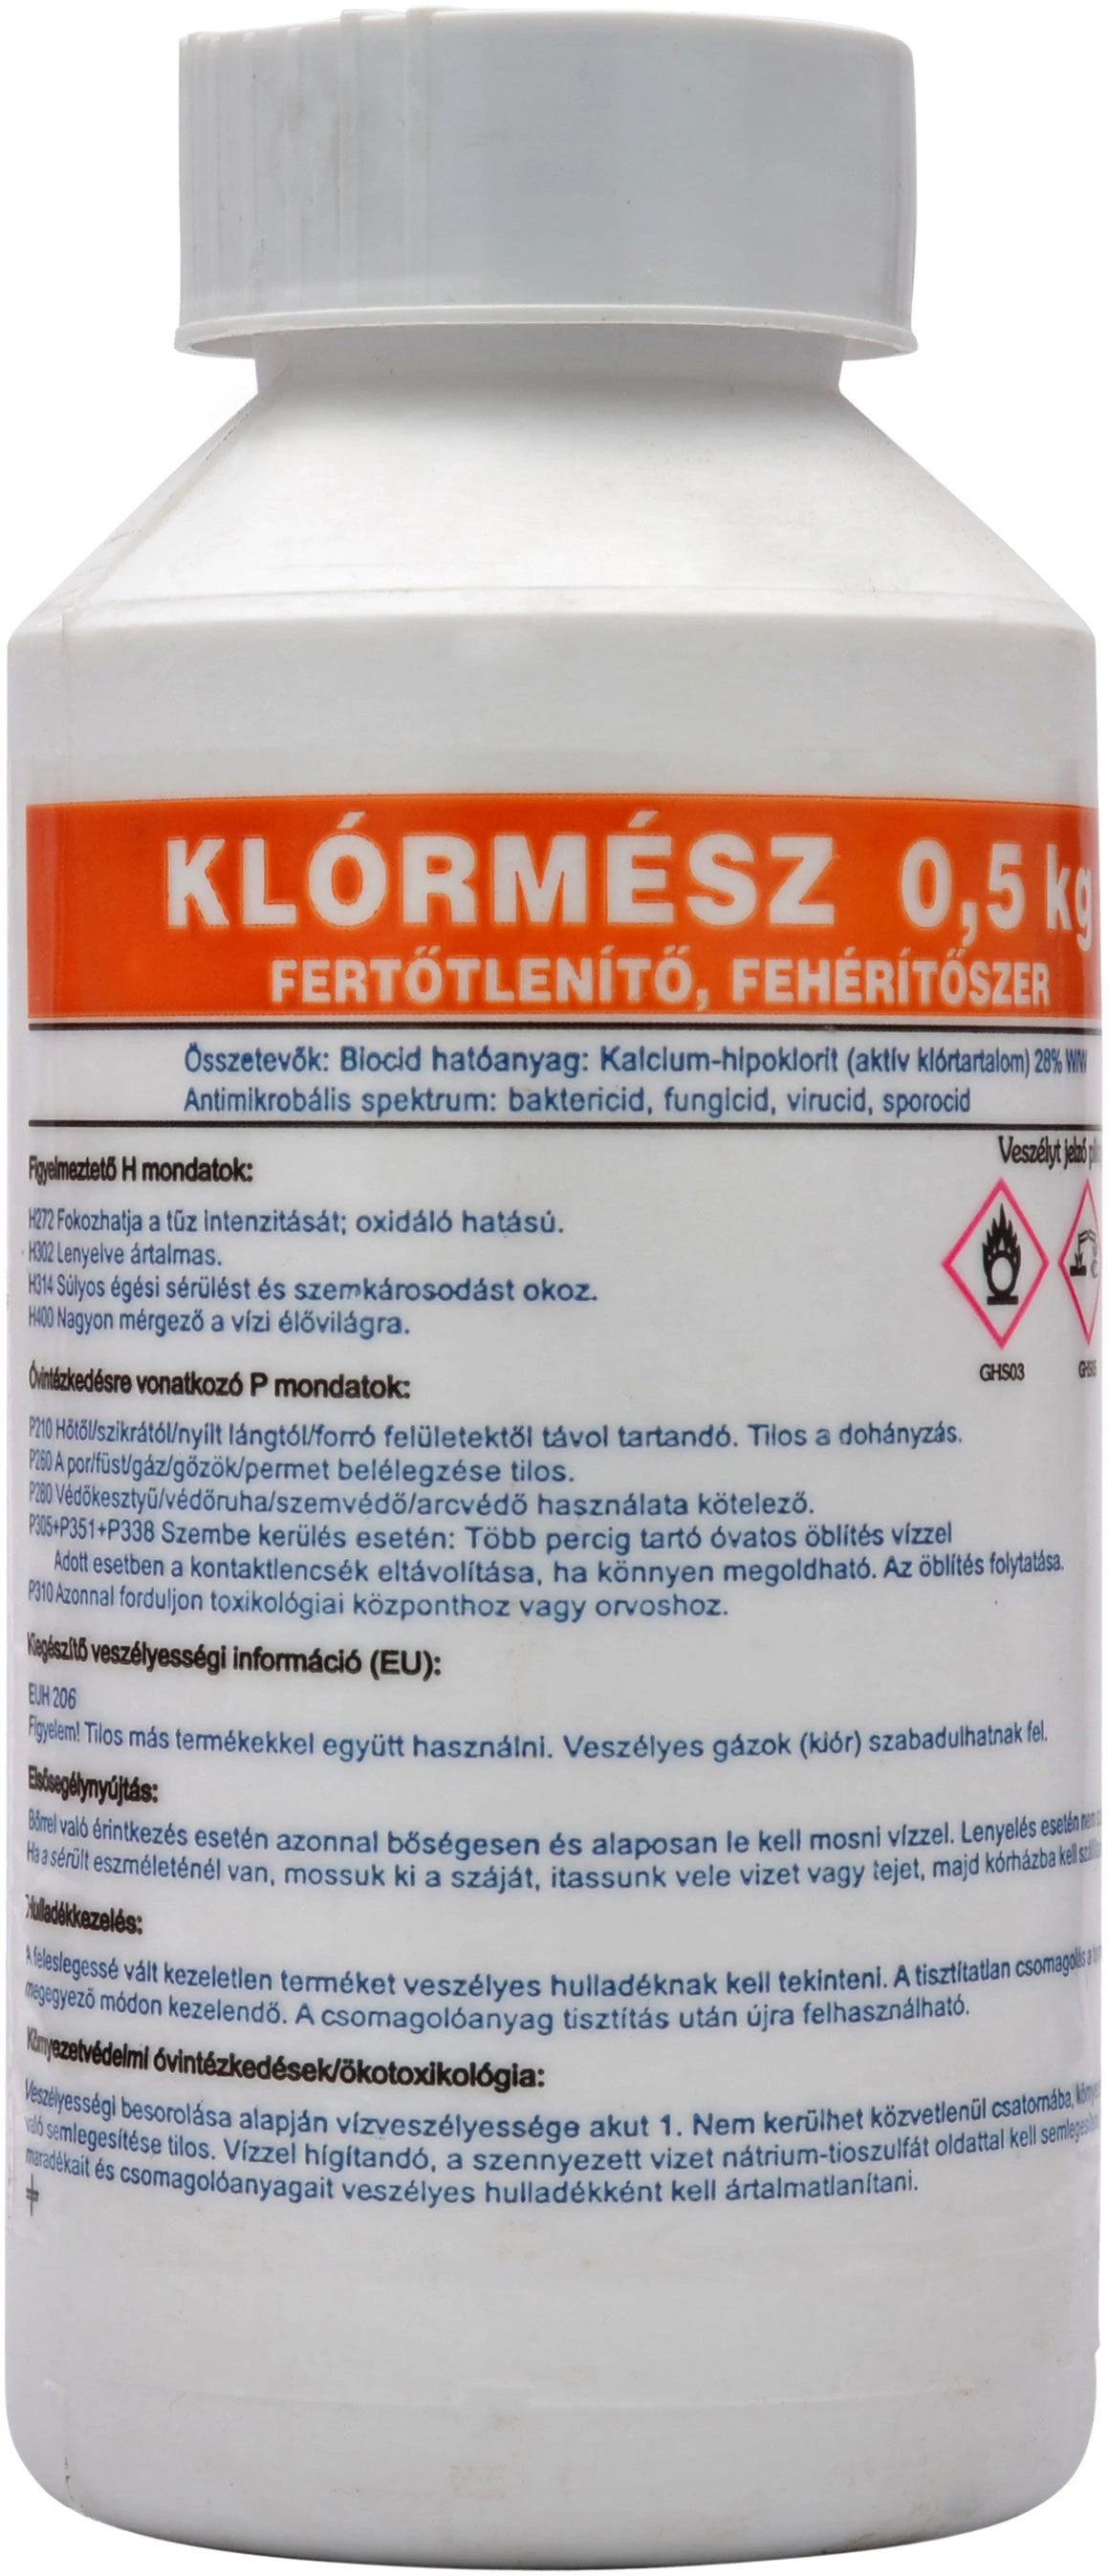 KLÓRMÉSZ 0,5 kg
FERTŐTLENÍTŐ, FEHÉRÍTŐSZER
Összetevők: Biocid hatóanyag: Kalcium-hipoklorit (aktív klórtartalom) 28% W/W
Antimikrobális spektrum: baktericid, fungicid, virucid, sporocid
Veszélyt jelző
Figyelmeztető H mondatok:
H272 Fokozhatja a tűz intenzitását; oxidáló hatású.
H302 Lenyelve ártalmas.
H314 Súlyos égési sérülést és szemkárosodást okoz.
H400 Nagyon mérgező a vízi élővilágra.
GHS03 GHS05
Óvintézkedésre vonatkozó P mondatok:
P210 Hőtől/szikrától/nyílt lángtól/forró felületektől távol tartandó. Tilos a dohányzás.
P260 A por/füst/gáz/gőzök/permet belélegzése tilos.
P280 Védőkesztyű/védőruha/szemvédő/arcvédő használata kötelező.
P305+P351+P338 Szembe kerülés esetén: Több percig tartó óvatos öblítés vízzel
Adott esetben a kontaktlencsék eltávolítása, ha könnyen megoldható. Az öblítés folytatása.
P310 Azonnal forduljon toxikológiai központhoz vagy orvoshoz.
Kiegészítő veszélyességi információ (EU):
EUH 206
Figyelem! Tilos más termékekkel együtt használni. Veszélyes gázok (klór) szabadulhatnak fel.
Elsősegélynyújtás:
Bőrrel való érintkezés esetén azonnal bőségesen és alaposan le kell mosni vízzel. Lenyelés esetén nem
Ha a sérült eszméleténél van, mossuk ki a száját, itassunk vele vizet vagy tejet, majd kórházba kell
Hulladékkezelés:
A feleslegessé vált kezeletlen terméket veszélyes hulladéknak kell tekinteni. A tisztítatlan csomagolás a
megegyező módon kezelendő. A csomagolóanyag tisztítás után újra felhasználható.
Környezetvédelmi óvintézkedések/ökotoxikológia:
Veszélyességi besorolása alapján vízveszélyessége akut 1. Nem kerülhet közvetlenül csatornába,
való semlegesítése tilos. Vízzel hígítandó, a szennyezett vizet nátrium-tioszulfát oldattal kell
maradékait és csomagolóanyagait veszélyes hulladékként kell ártalmatlanítani.